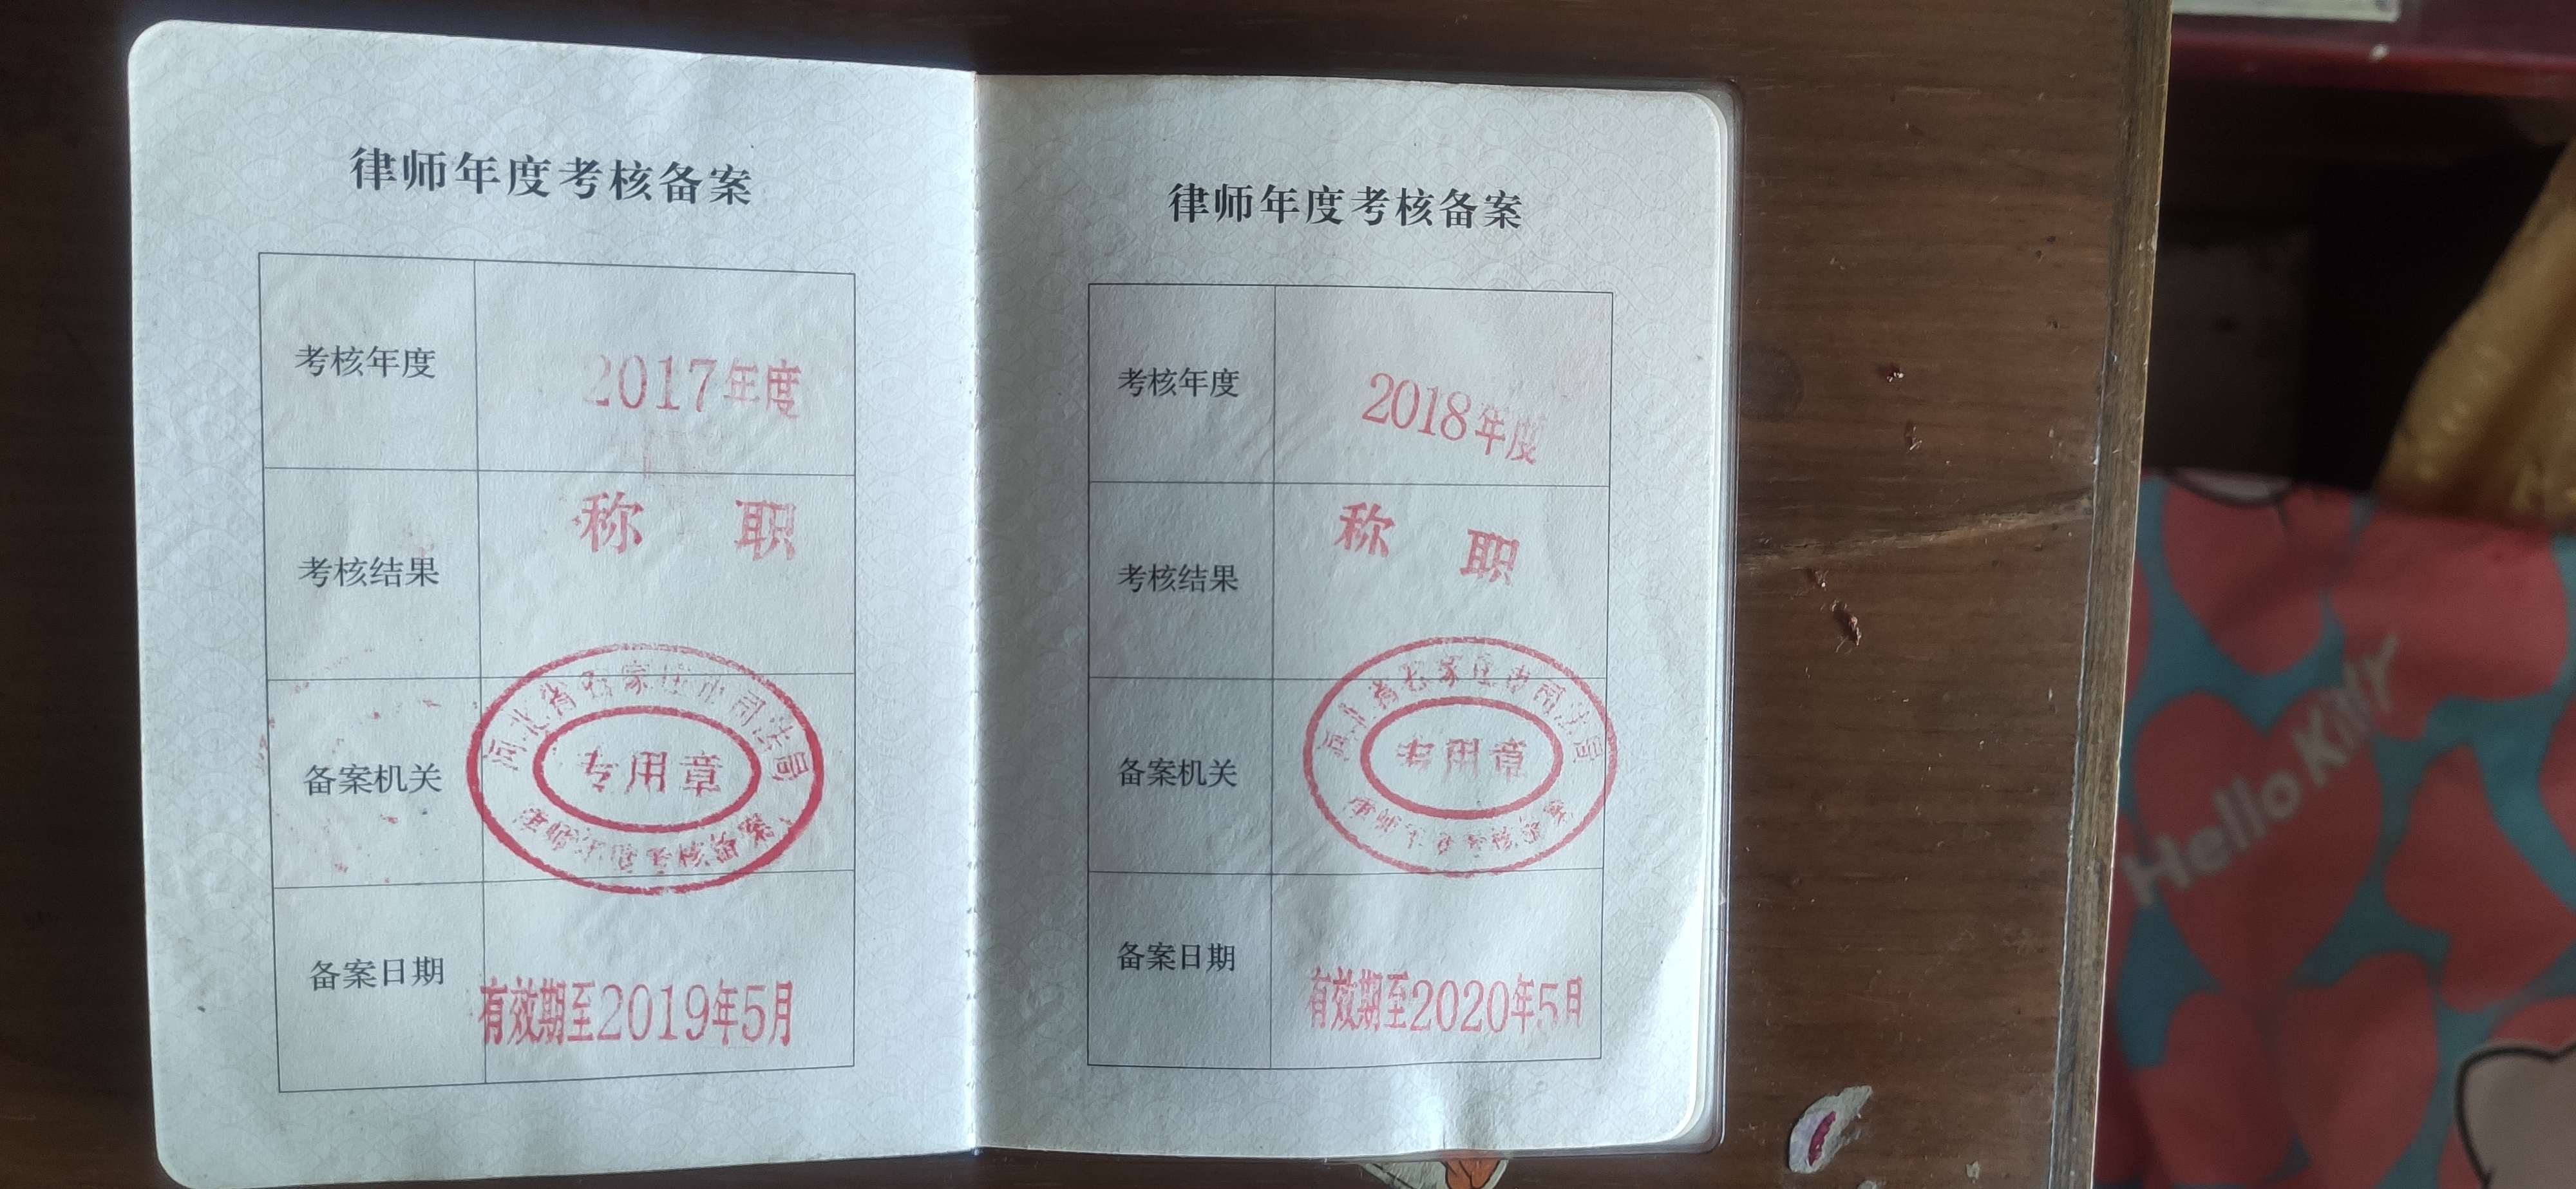 律师年度考核备案
考核年度 2017年度
考核结果 称 职
备案机关 河北省石家庄市司法局
律师年度考核备案
专用章
备案日期 有效期至2019年5月
律师年度考核备案
考核年度 2018年度
考核结果 称 职
备案机关 河北省石家庄市司法局
律师年度考核备案
专用章
备案日期 有效期至2020年5月
Hello Kitty